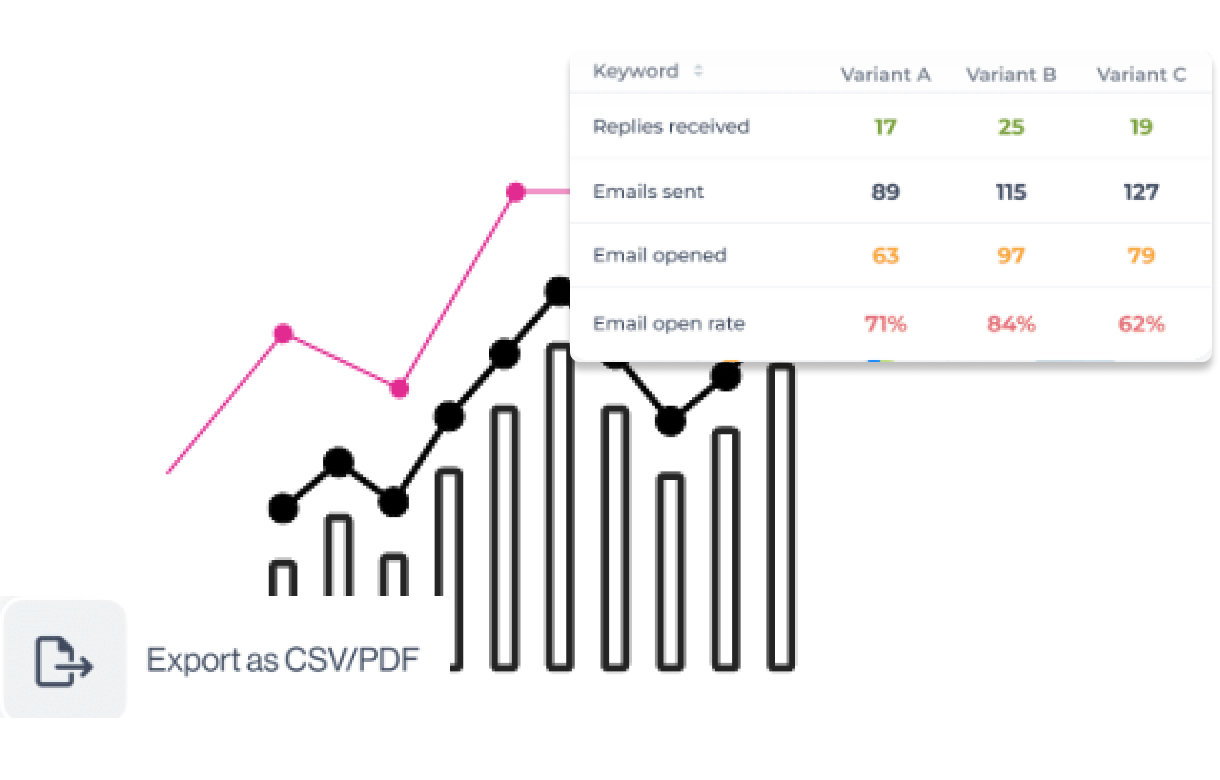 Keyword Variant A Variant B Variant C
Replies received 17 25 19
Emails sent 89 115 127
Email opened 63 97 79
Email open rate 71% 84% 62%
Export as CSV/PDF